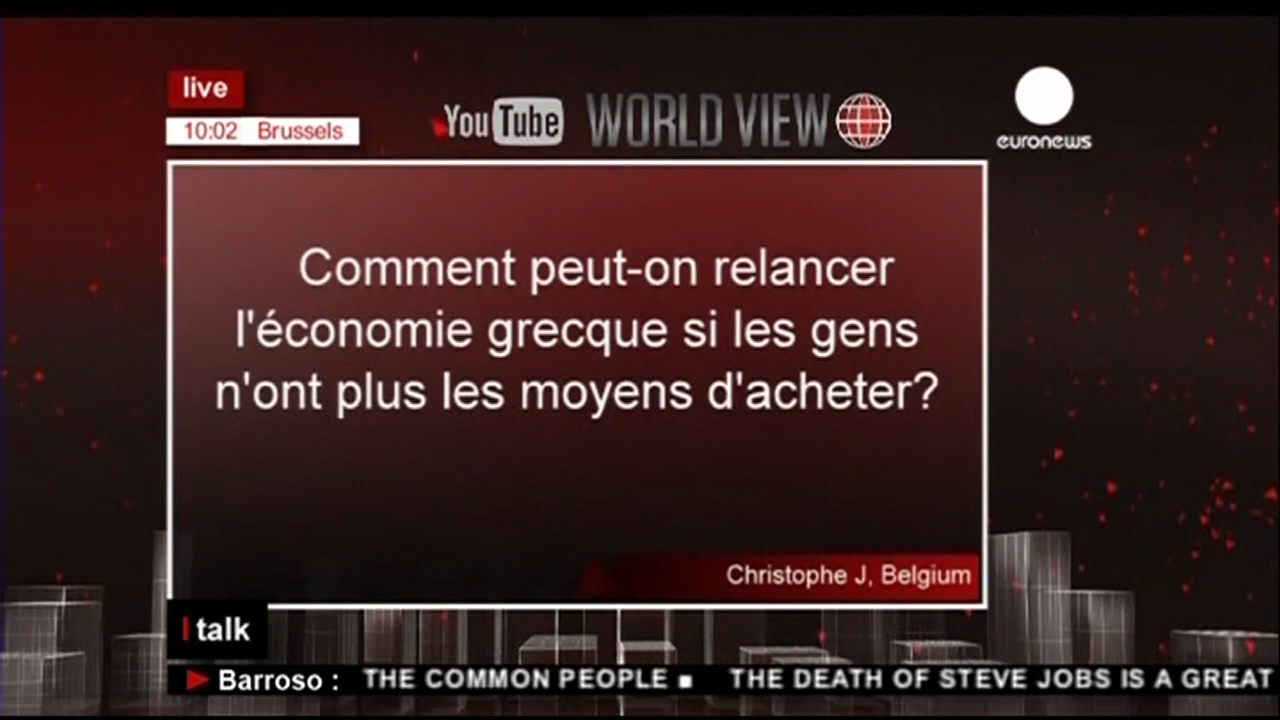 live
10:02 Brussels
YouTube WORLD VIEW
euronews
Comment peut-on relancer
l'économie grecque si les gens
n'ont plus les moyens d'acheter?
Christophe J, Belgium
I talk
Barroso : THE COMMON PEOPLE ■ THE DEATH OF STEVE JOBS IS A GREAT